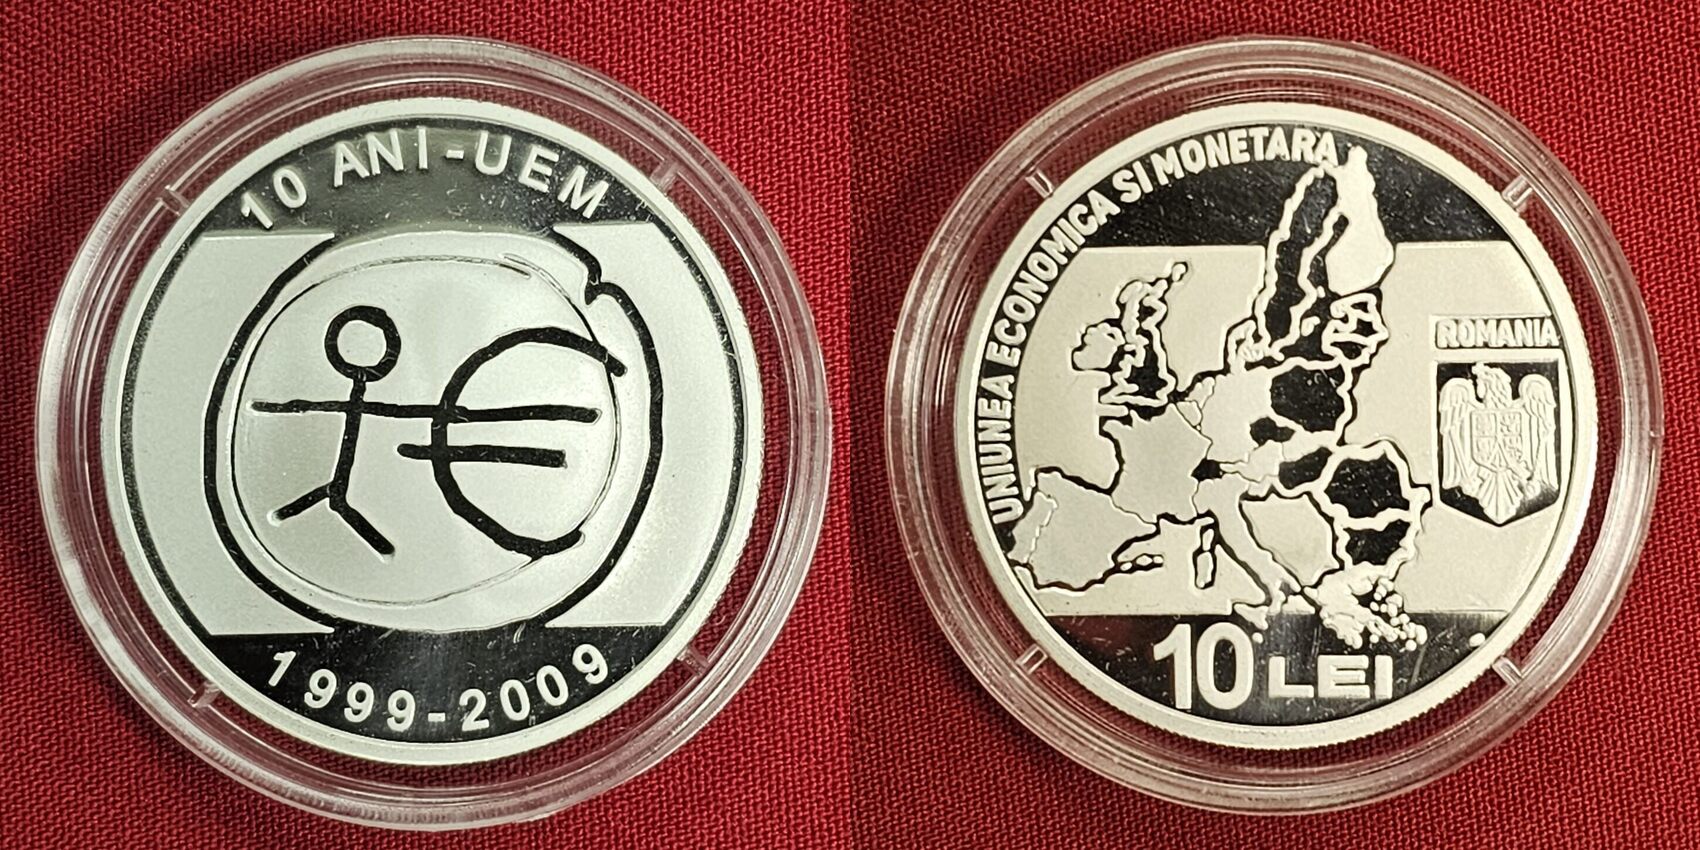 10 ANI-UEM
1999-2009
UNIUNEA ECONOMICA SI MONETARA
ROMANIA
10 LEI